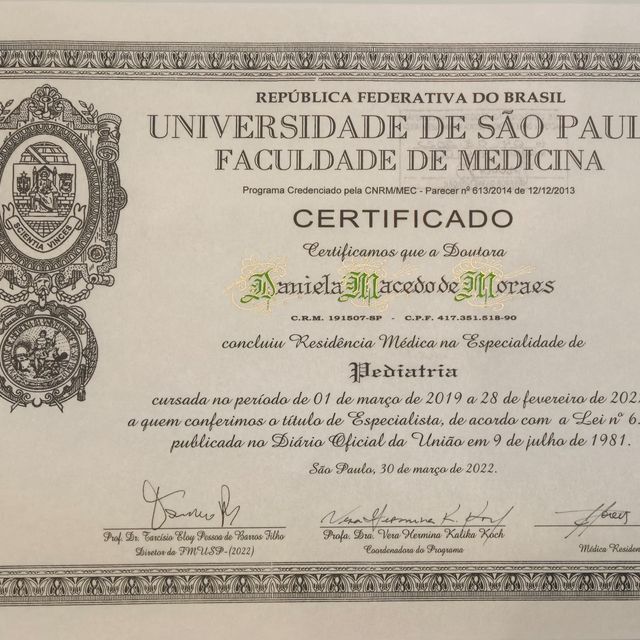 REPÚBLICA FEDERATIVA DO BRASIL
UNIVERSIDADE DE SÃO PAUL
FACULDADE DE MEDICINA
Programa Credenciado pela CNRM/MEC - Parecer nº 613/2014 de 12/12/2013
CERTIFICADO
Certificamos que a Doutora
Daniela Macedo de Moraes
C.R.M. 191507-SP - C.P.F. 417.351.518-90
concluiu Residência Médica na Especialidade de
Pediatria
cursada no período de 01 de março de 2019 a 28 de fevereiro de 202
a quem conferimos o título de Especialista, de acordo com a Lei nº 6.
publicada no Diário Oficial da União em 9 de julho de 1981.
São Paulo, 30 de março de 2022.
Prof. Dr. Tarcísio Eloy Pessoa de Barros Filho
Diretor da FMUSP-(2022)
Vera Hermina K. Koch
Profa. Dra. Vera Hermina Kalika Koch
Coordenadora do Programa
Médica Residen
SCIENTIA VINCES